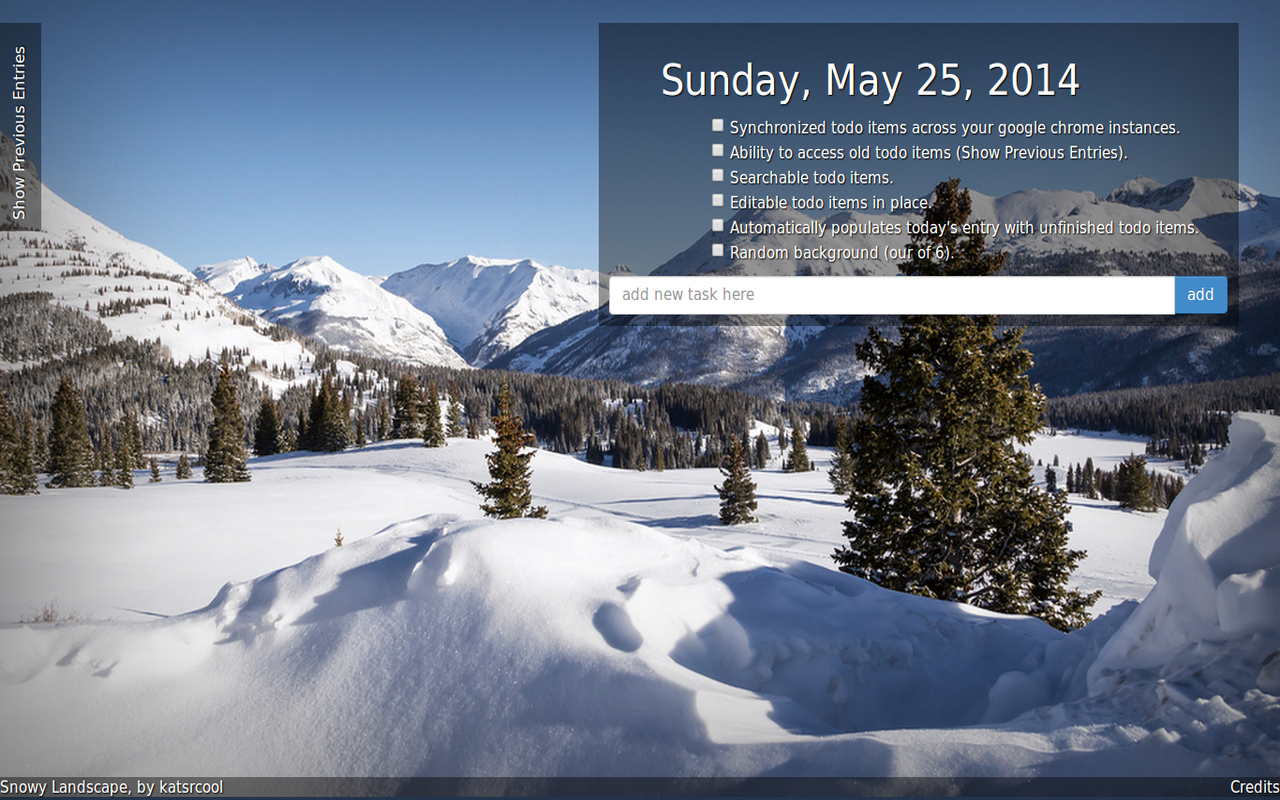 Show Previous Entries
Sunday, May 25, 2014
Synchronized todo items across your google chrome instances.
Ability to access old todo items (Show Previous Entries).
Searchable todo items.
Editable todo items in place.
Automatically populates today's entry with unfinished todo items.
Random background (our of 6).
add new task here
add
Snowy Landscape, by katsrcool
Credits